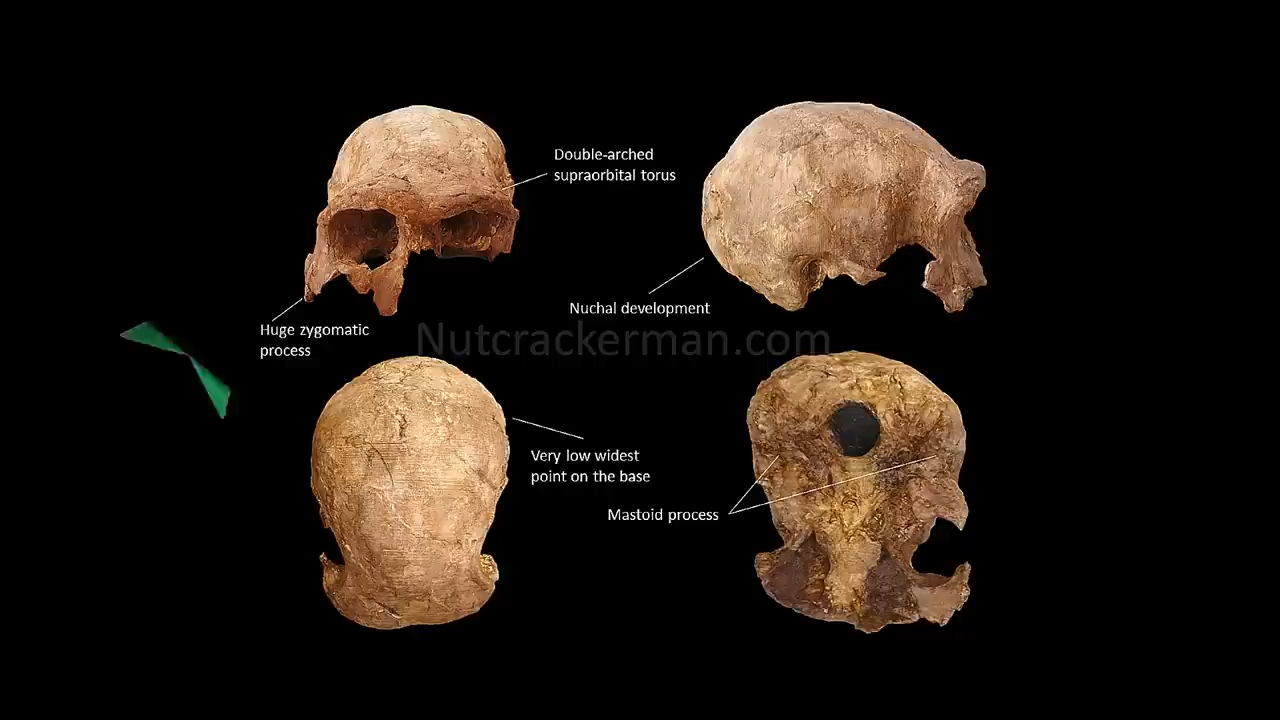 Double-arched
supraorbital torus
Nuchal development
Huge zygomatic
process
Nutcrackerman.com
Very low widest
point on the base
Mastoid process